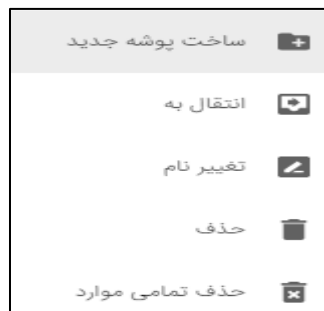 ساخت پوشه جدید
انتقال به
تغییر نام
حذف
حذف تمامی موارد